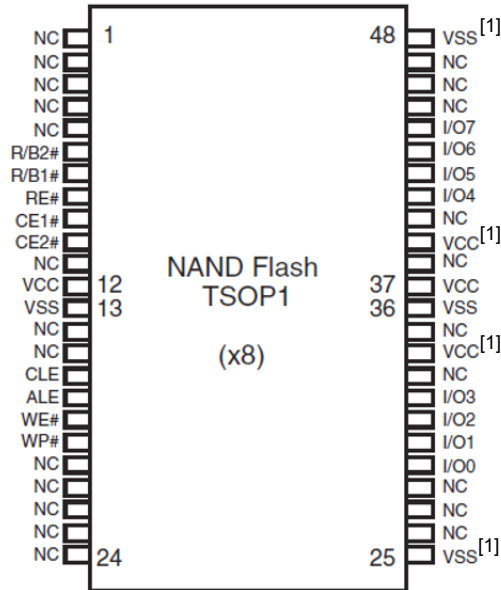 NC 1
NC
NC
NC
NC
R/B2#
R/B1#
RE#
CE1#
CE2#
NC
VCC 12
VSS 13
NC
NC
CLE
ALE
WE#
WP#
NC
NC
NC
NC
NC 24
NAND Flash
TSOP1
(x8)
48 VSS[1]
NC
NC
NC
I/O7
I/O6
I/O5
I/O4
NC
VCC[1]
NC
37 VCC
36 VSS
NC
VCC[1]
NC
I/O3
I/O2
I/O1
I/O0
NC
NC
NC
25 VSS[1]